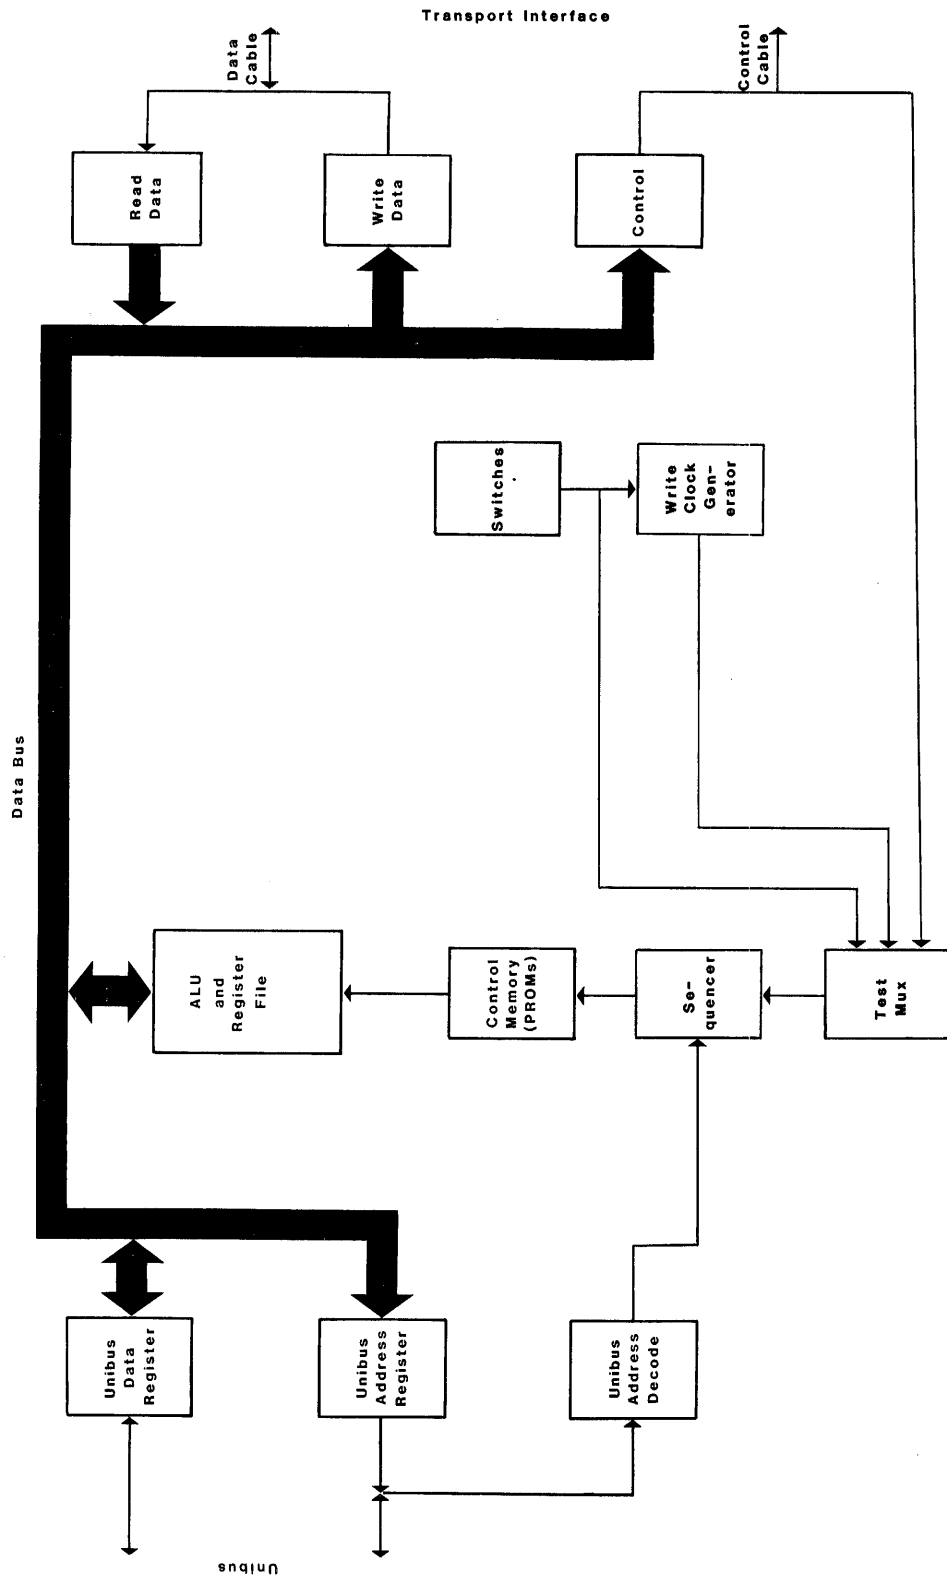 Transport Interface
Data
Cable
Control
Cable
Read
Data
Write
Data
Control
Switches
Write
Clock
Gen-
erator
Data Bus
ALU
and
Register
File
Control
Memory
(PROMs)
Se-
quencer
Test
Mux
Unibus
Data
Register
Unibus
Address
Register
Unibus
Address
Decode
Unibus